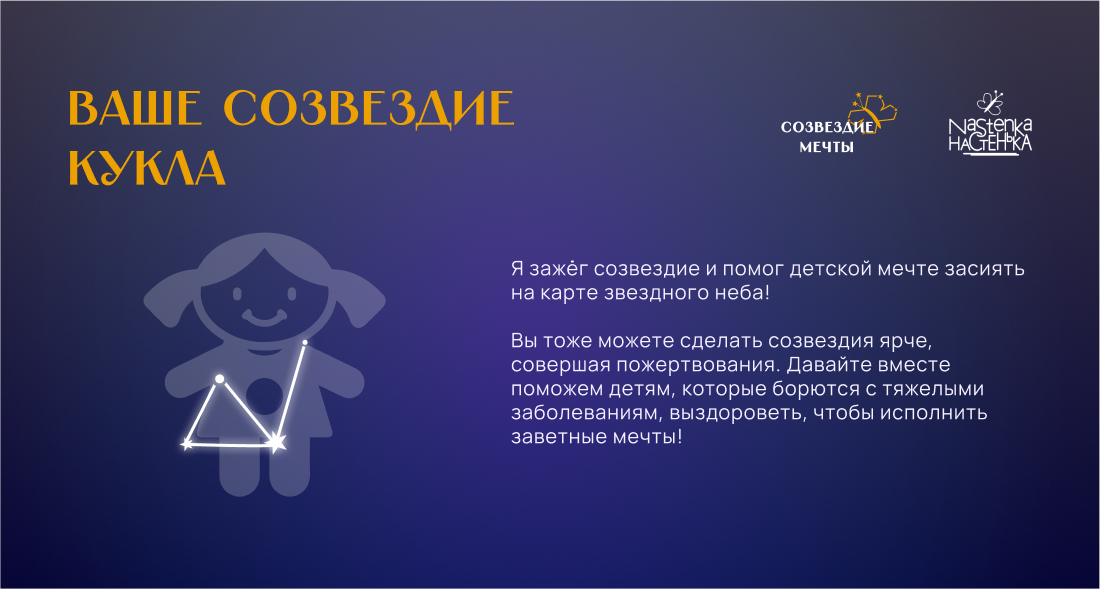 ВАШЕ СОЗВЕЗДИЕ
КУКЛА
СОЗВЕЗДИЕ
МЕЧТЫ
Nastenka
НАСТЕНЬКА
Я зажёг созвездие и помог детской мечте засиять
на карте звездного неба!
Вы тоже можете сделать созвездия ярче,
совершая пожертвования. Давайте вместе
поможем детям, которые борются с тяжелыми
заболеваниям, выздороветь, чтобы исполнить
заветные мечты!